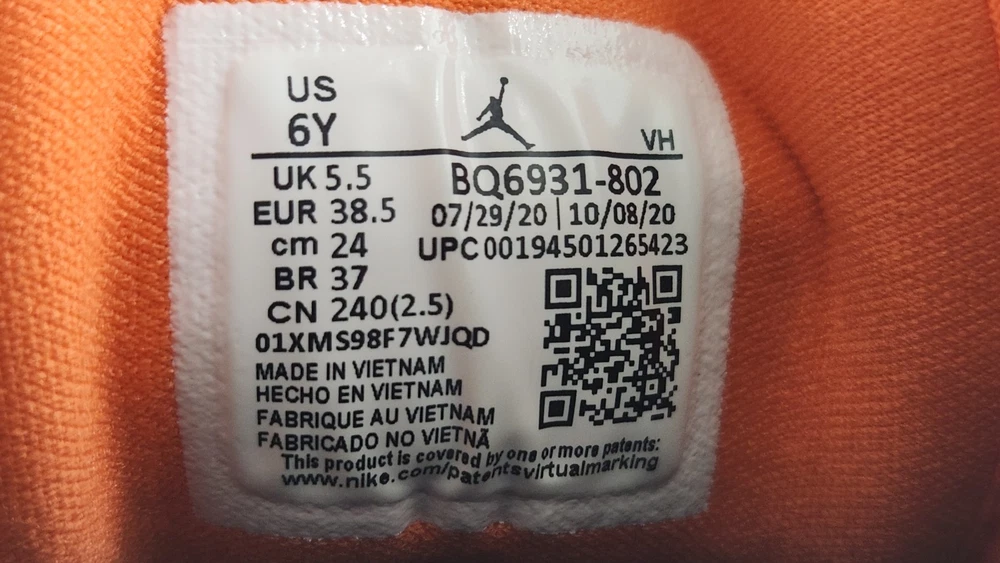 US
6Y
VH
UK 5.5
BQ6931-802
EUR 38.5
07/29/20 | 10/08/20
cm 24
UPC 00194501265423
BR 37
CN 240(2.5)
01XMS98F7WJQD
MADE IN VIETNAM
HECHO EN VIETNAM
FABRIQUE AU VIETNAM
FABRICADO NO VIETNÃ
This product is covered by one or more patents:
www.nike.com/patentsvirtualmarking